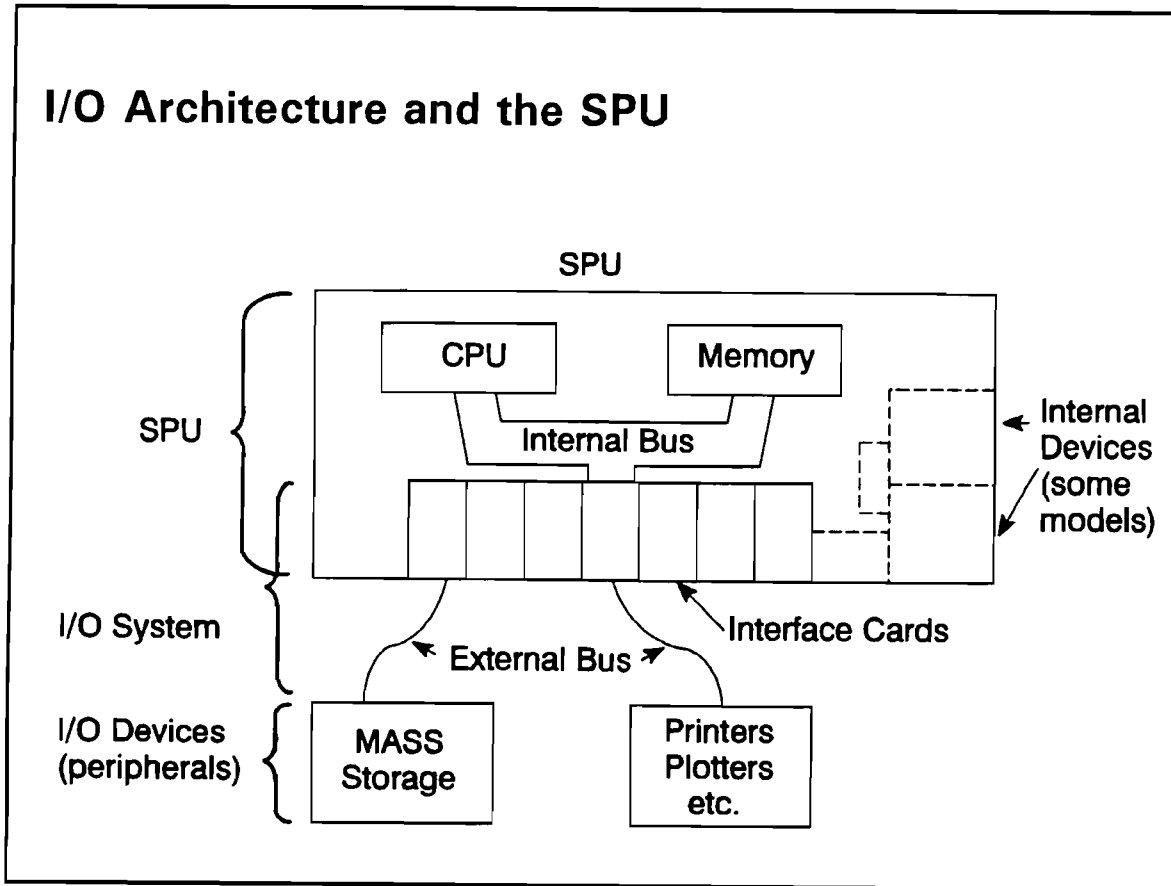 I/O Architecture and the SPU
SPU
CPU
Memory
SPU
Internal Bus
Internal
Devices
(some
models)
I/O System
Interface Cards
External Bus
I/O Devices
(peripherals)
MASS
Storage
Printers
Plotters
etc.